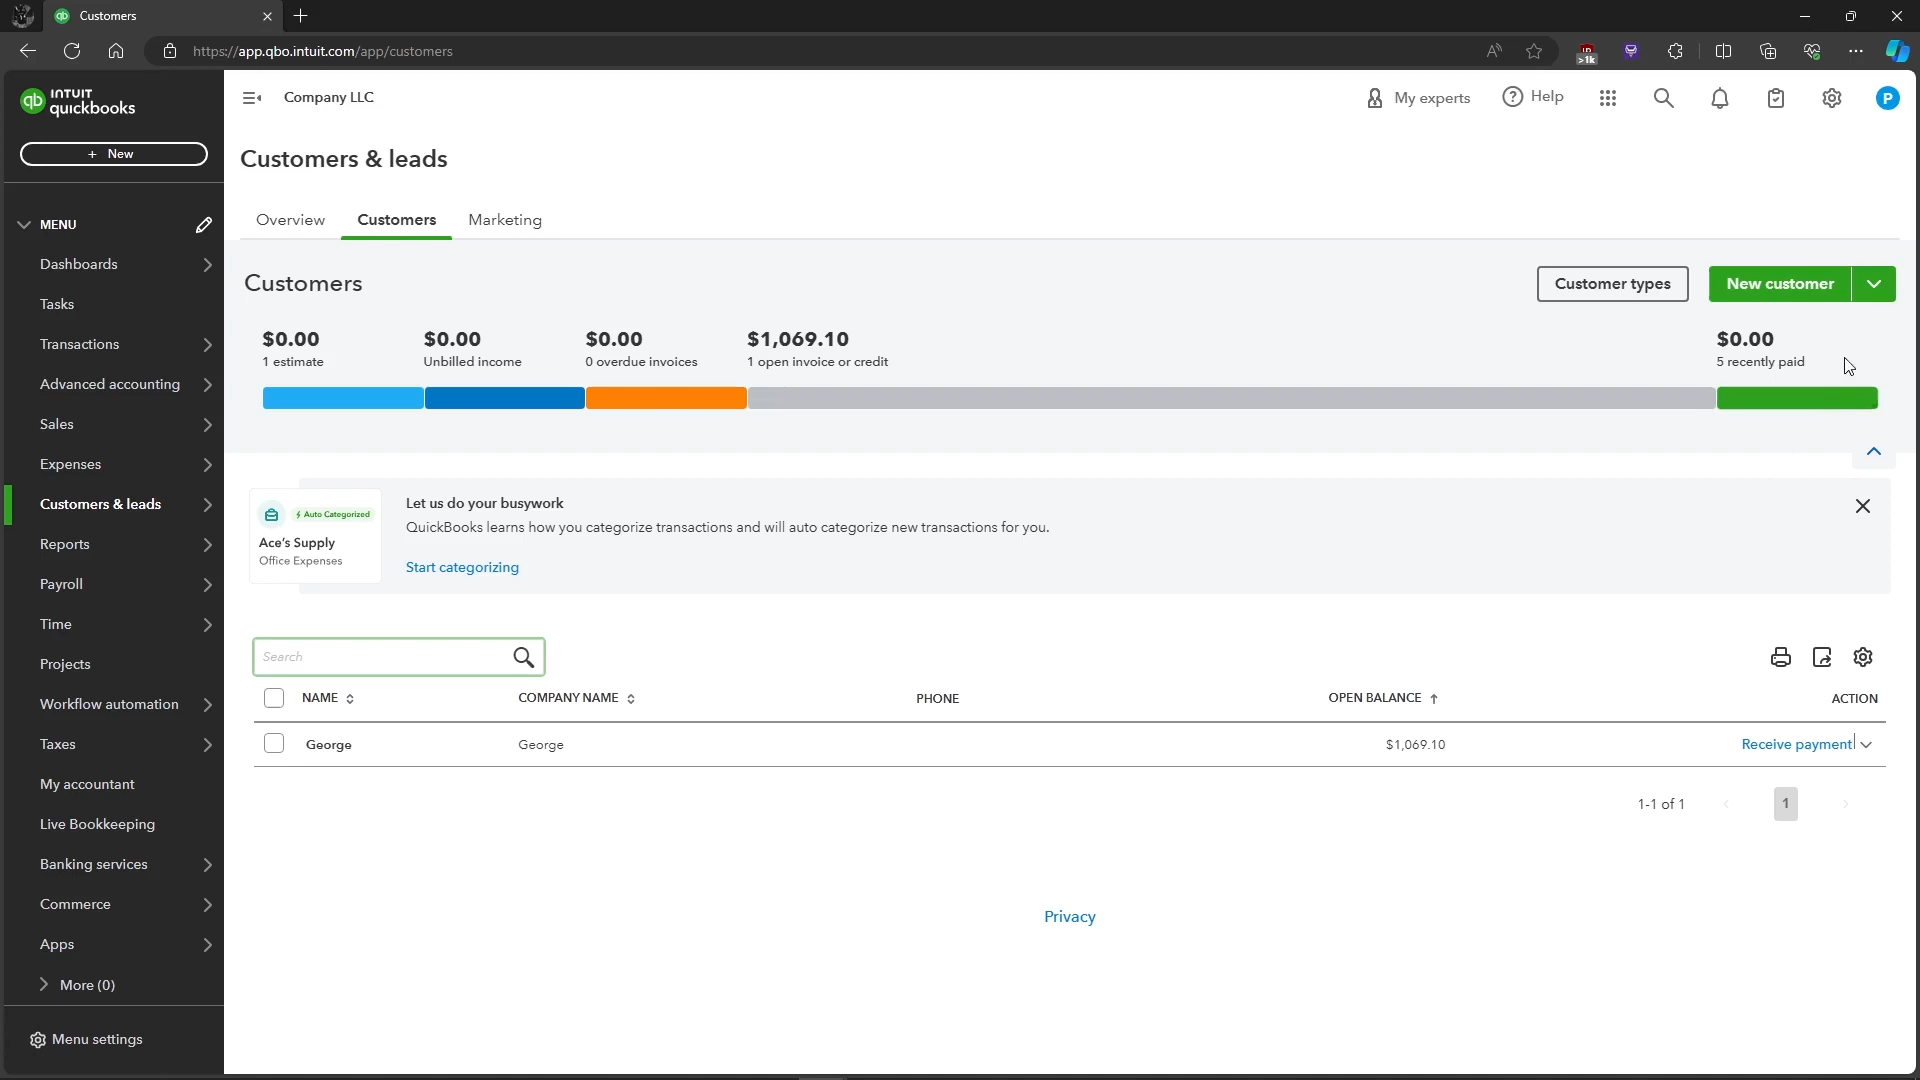 Customers
https://app.qbo.intuit.com/app/customers
>1k
INTUIT
quickbooks
Company LLC
My experts
Help
P
+ New
Customers & leads
MENU
Overview
Customers
Marketing
Dashboards
Tasks
Transactions
Advanced accounting
Sales
Expenses
Customers & leads
Reports
Payroll
Time
Projects
Workflow automation
Taxes
My accountant
Live Bookkeeping
Banking services
Commerce
Apps
More (0)
Menu settings
Customers
Customer types
New customer
$0.00
1 estimate
$0.00
Unbilled income
$0.00
0 overdue invoices
$1,069.10
1 open invoice or credit
$0.00
5 recently paid
Auto Categorized
Ace's Supply
Office Expenses
Let us do your busywork
QuickBooks learns how you categorize transactions and will auto categorize new transactions for you.
Start categorizing
Search
NAME COMPANY NAME PHONE OPEN BALANCE ACTION
George George $1,069.10 Receive payment
1-1 of 1
1
Privacy